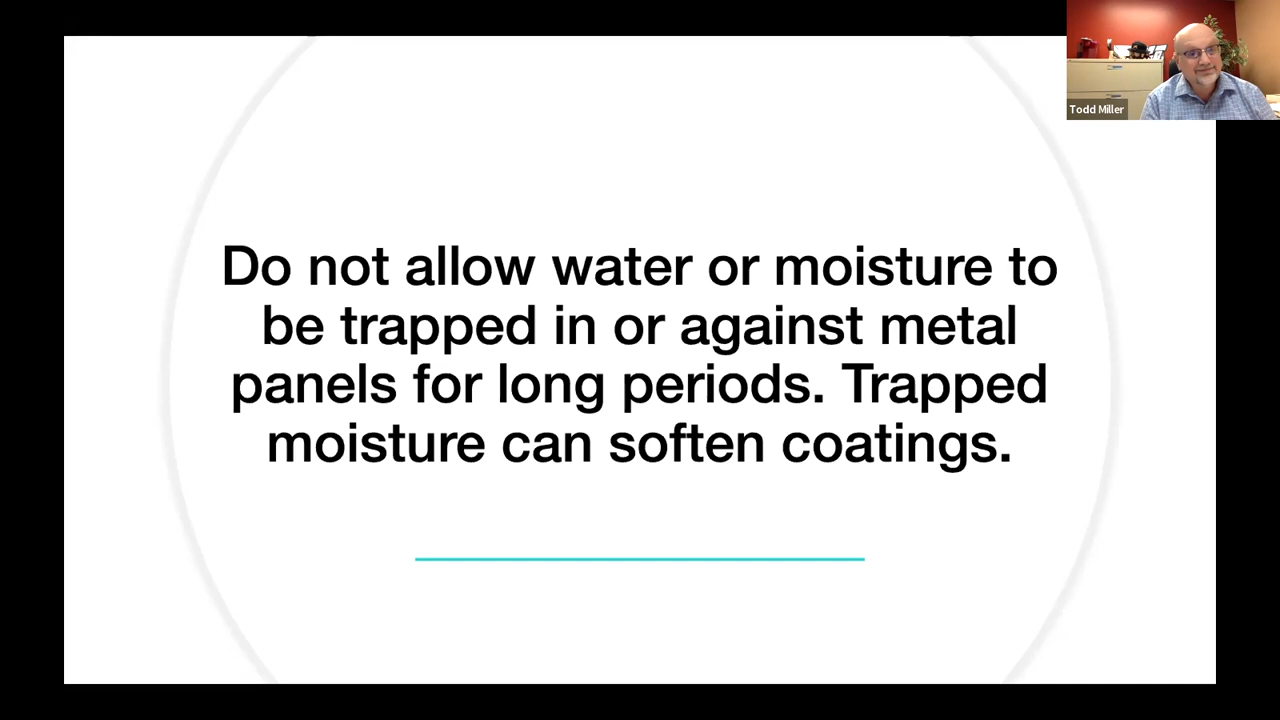 Todd Miller
Do not allow water or moisture to
be trapped in or against metal
panels for long periods. Trapped
moisture can soften coatings.